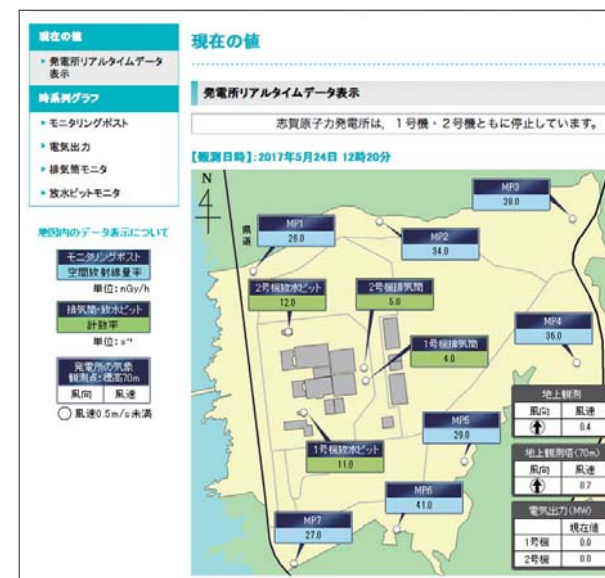 現在の値
発電所リアルタイムデータ
表示
時系列グラフ
モニタリングポスト
電気出力
排気筒モニタ
放水ピットモニタ
地図内のデータ表示について
モニタリングポスト
空間放射線量率
単位:nGy/h
排気筒・放水ピット
計数率
単位:s⁻¹
発電所の気象
観測点:標高70m
風向 風速
風速0.5m/s未満
現在の値
発電所リアルタイムデータ表示
志賀原子力発電所は、1号機・2号機ともに停止しています。
【観測日時】:2017年5月24日 12時20分
N
県道
MP1
26.0
MP2
34.0
MP3
28.0
2号機放水ピット
12.0
2号機排気筒
5.0
1号機排気筒
4.0
MP4
36.0
MP5
29.0
1号機放水ピット
11.0
MP6
41.0
MP7
27.0
地上観測
風向 風速
0.4
地上観測塔(70m)
風向 風速
0.7
電気出力(MW)
現在値
1号機 0.0
2号機 0.0